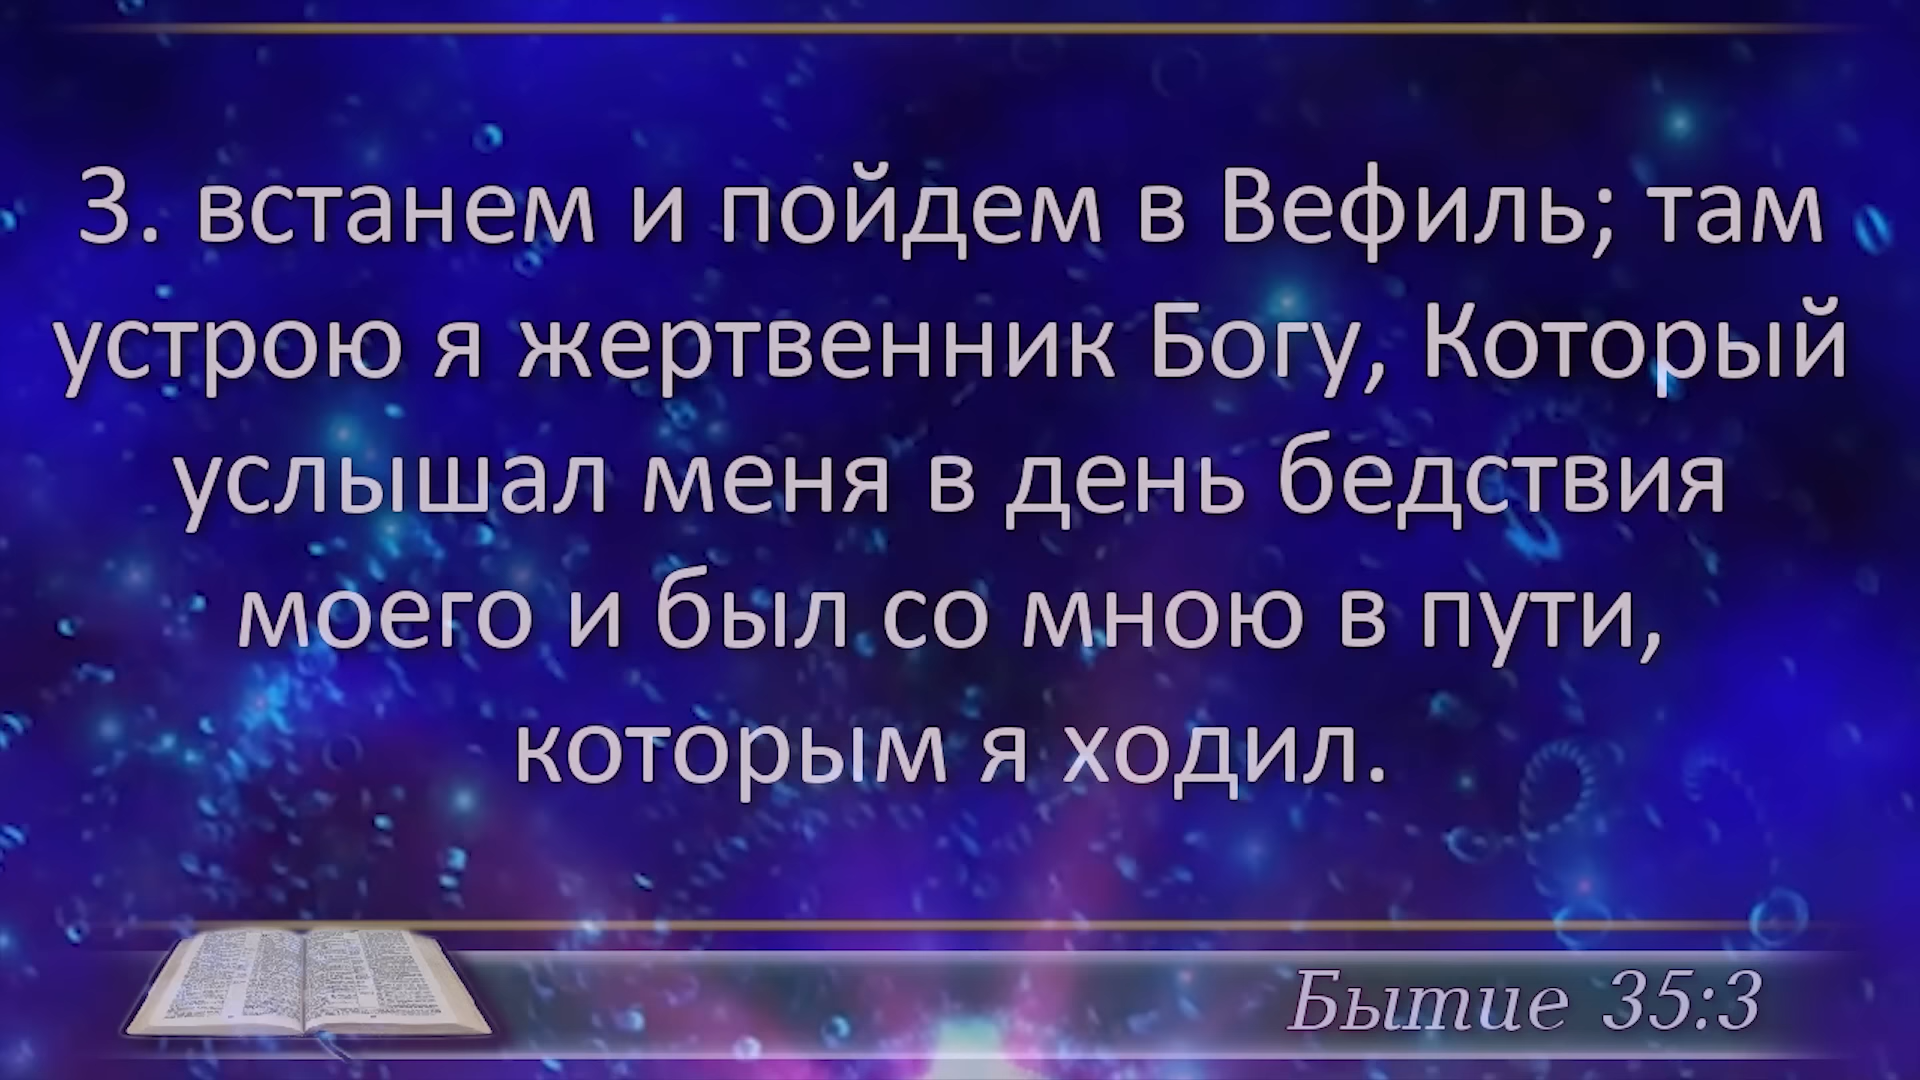 3. встанем и пойдем в Вефиль; там
устрою я жертвенник Богу, Который
услышал меня в день бедствия
моего и был со мною в пути,
которым я ходил.
Бытие 35:3